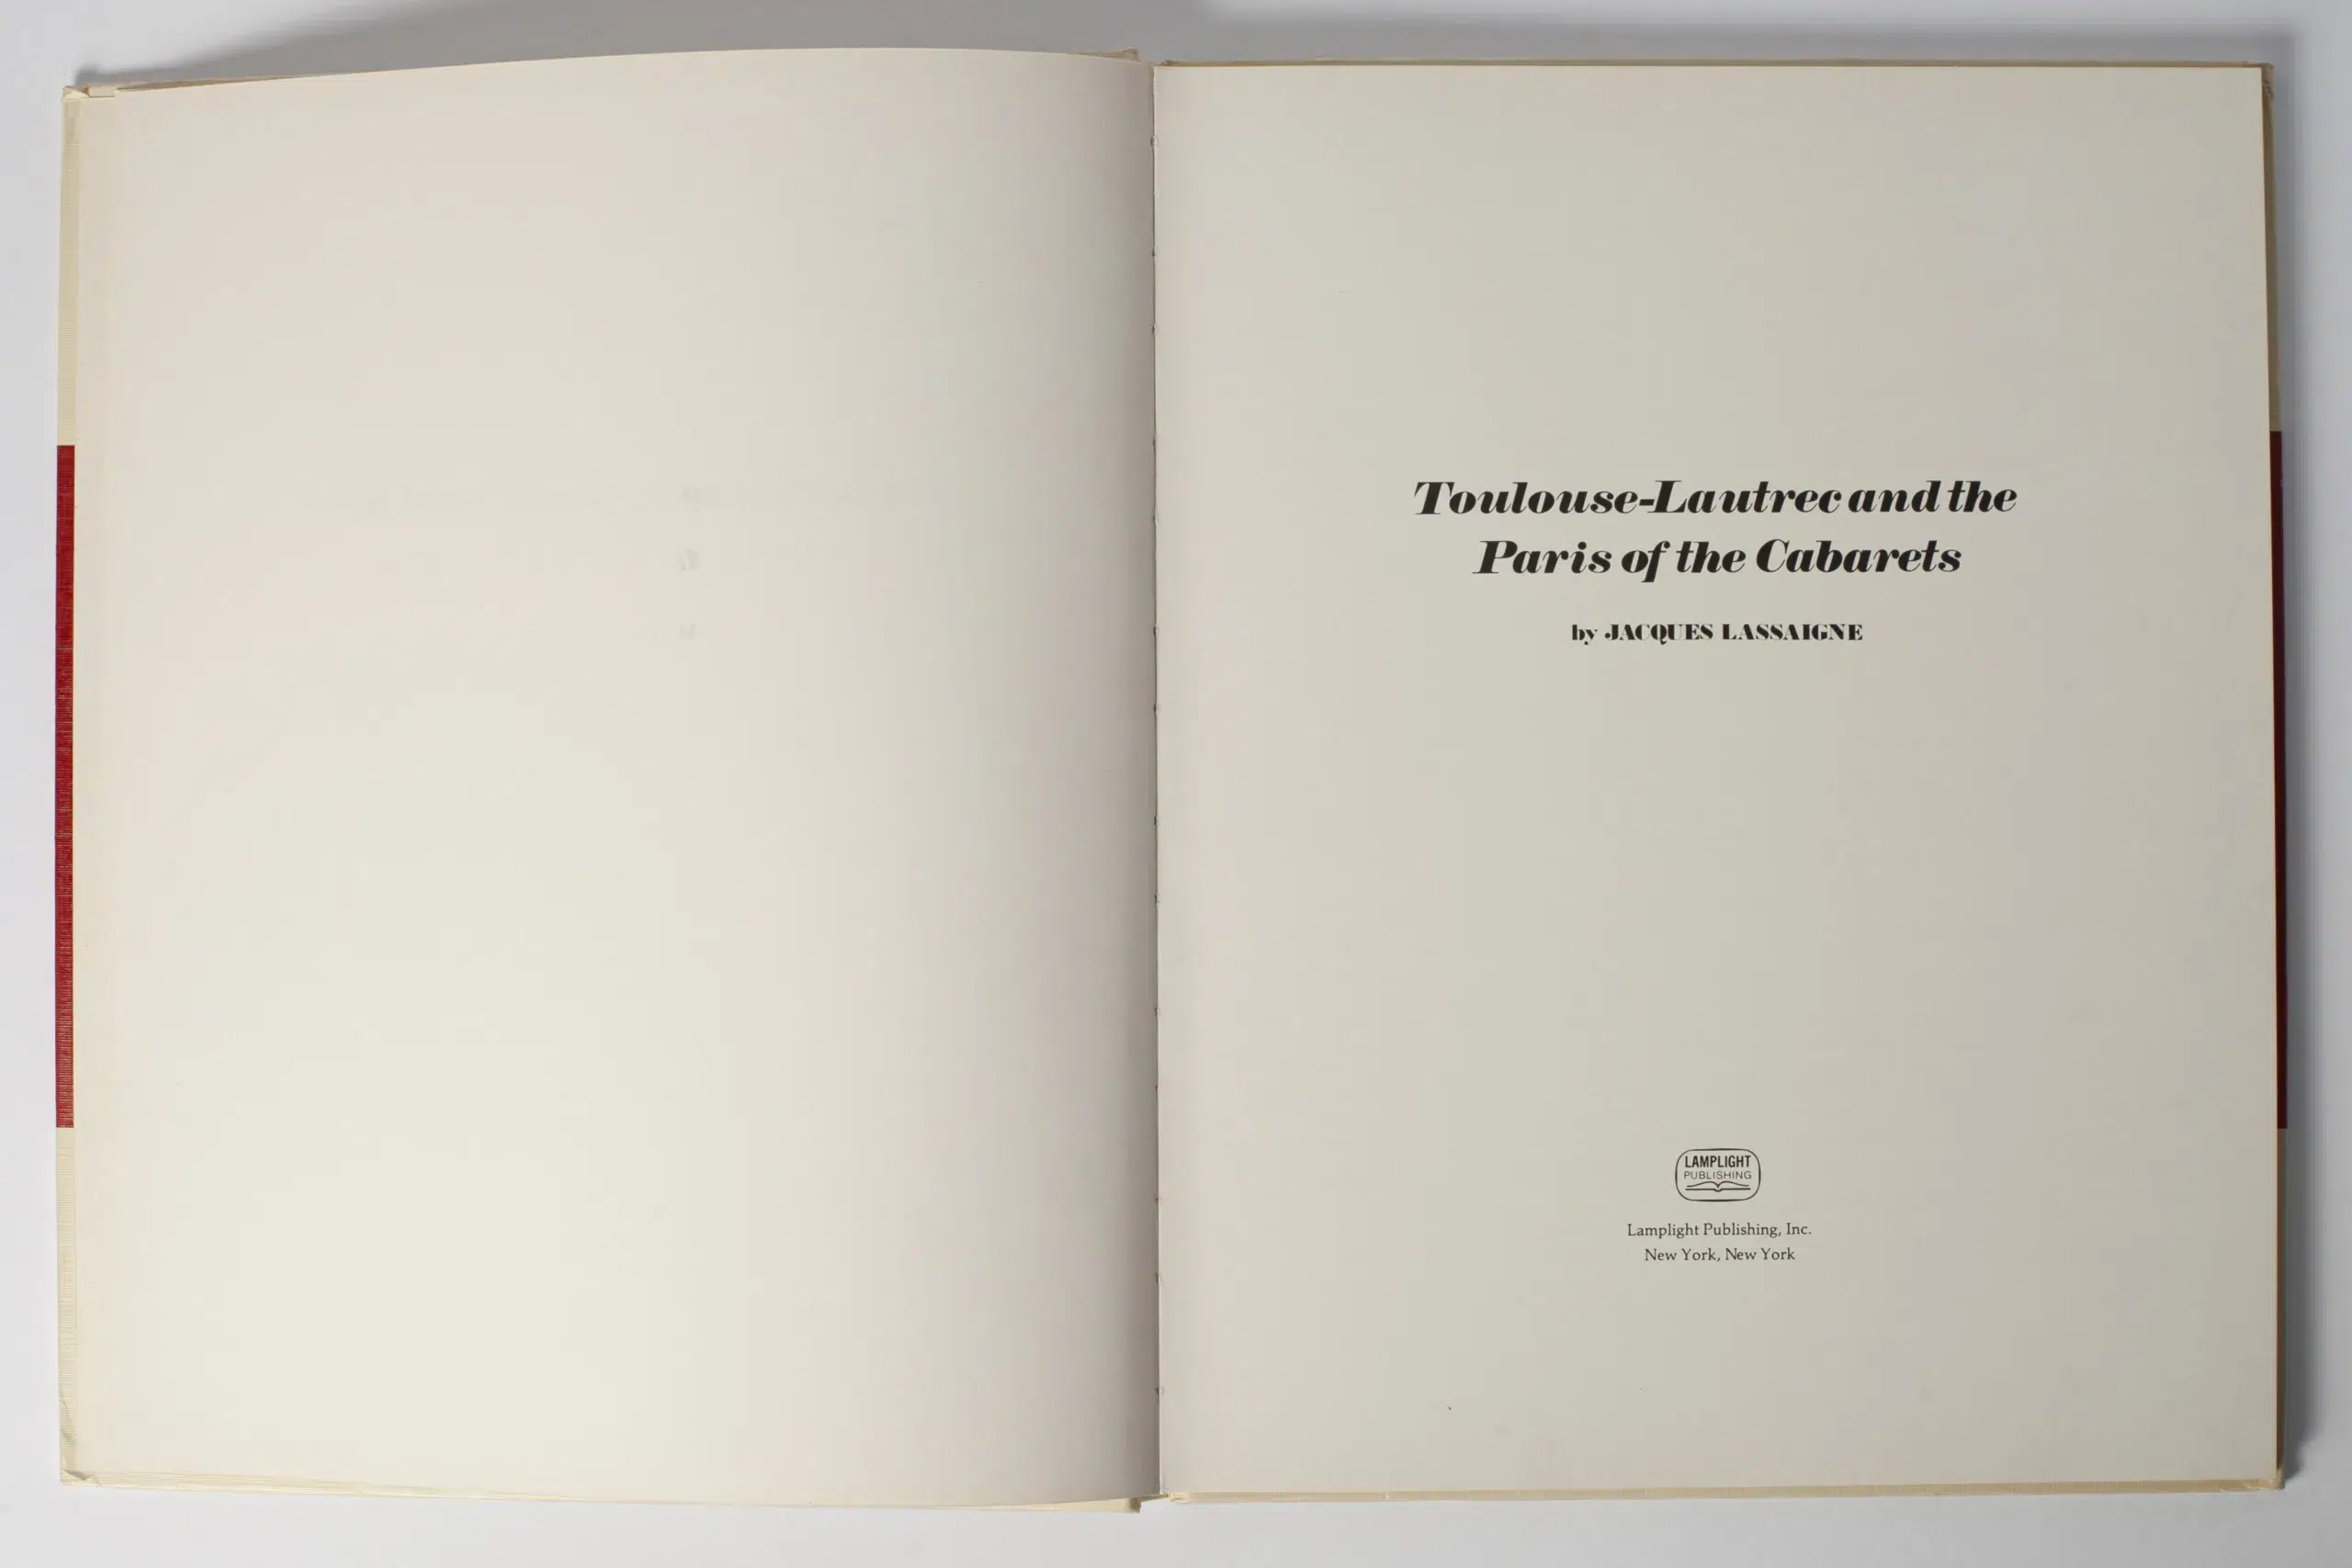 Toulouse-Lautrec and the
Paris of the Cabarets
by JACQUES LASSAIGNE
LAMPLIGHT
PUBLISHING
Lamplight Publishing, Inc.
New York, New York